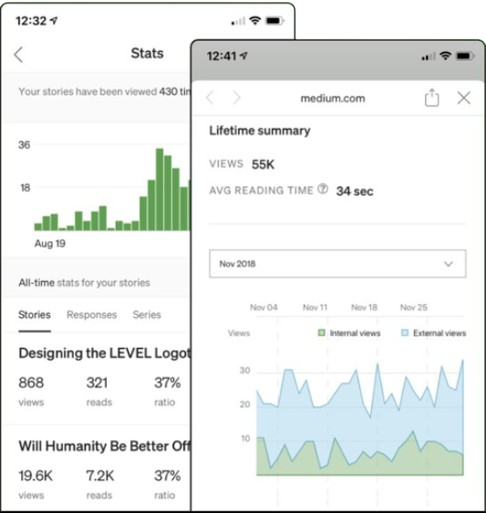 12:32
Stats
Your stories have been viewed 430
36
18
Aug 19
All-time stats for your stories
Stories Responses Series
Designing the LEVEL
868 321 37%
views reads ratio
Will Humanity Be Better Off
19.6K 7.2K 37%
views reads ratio
12:41
medium.com
Lifetime summary
VIEWS 55K
AVG READING TIME ? 34 sec
Nov 2018
Nov 04 Nov 11 Nov 18 Nov 25
Views Internal views External views
30
20
10